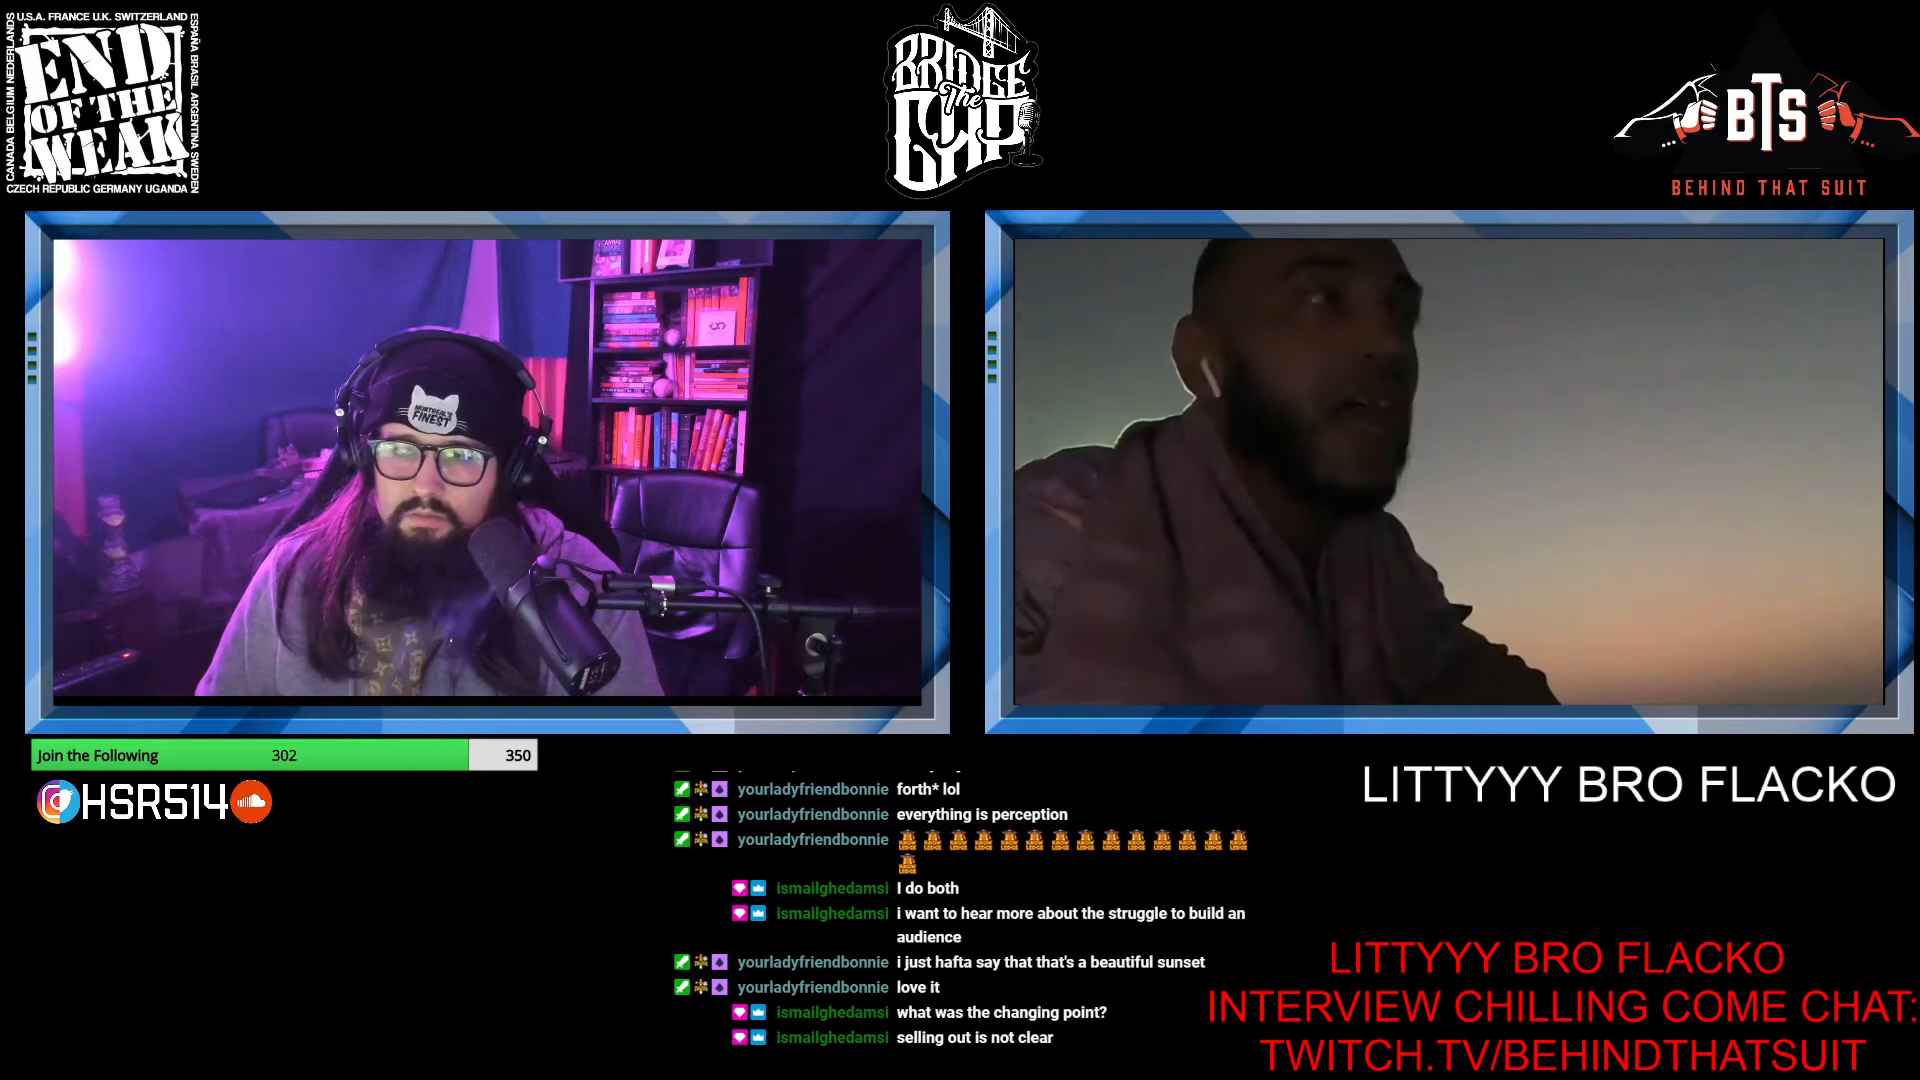 U.S.A. FRANCE U.K. SWITZERLAND
CANADA BELGIUM NEDERLANDS
ESPAÑA BRASIL ARGENTINA SWEDEN
END
OF THE
WEAK
CZECH REPUBLIC GERMANY UGANDA
BRIDGE
The
GAP
BTS
BEHIND THAT SUIT
MONTREAL'S
FINEST
Join the Following 302 350
HSR514
LITTYYY BRO FLACKO
yourladyfriendbonnie forth* lol
yourladyfriendbonnie everything is perception
yourladyfriendbonnie
ismailghedamsi I do both
ismailghedamsi i want to hear more about the struggle to build an
audience
yourladyfriendbonnie i just hafta say that that's a beautiful sunset
yourladyfriendbonnie love it
ismailghedamsi what was the changing point?
ismailghedamsi selling out is not clear
LITTYYY BRO FLACKO
INTERVIEW CHILLING COME CHAT:
TWITCH.TV/BEHINDTHATSUIT